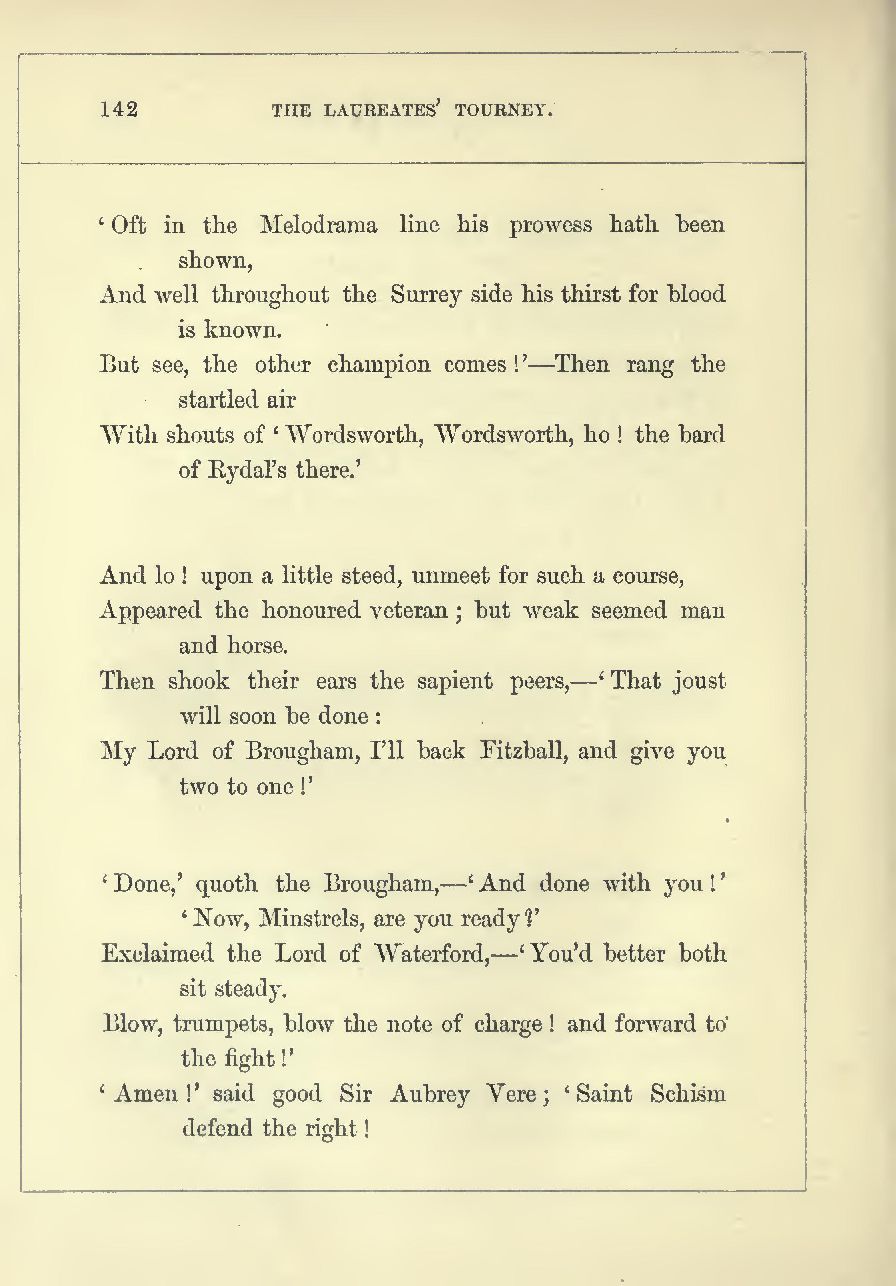 142 THE LAUREATES' TOURNEY.
‘ Oft in the Melodrama line his prowess hath been
shown,
And well throughout the Surrey side his thirst for blood
is known.
But see, the other champion comes !’—Then rang the
startled air
With shouts of ‘ Wordsworth, Wordsworth, ho ! the bard
of Rydal’s there.’
And lo ! upon a little steed, unmeet for such a course,
Appeared the honoured veteran ; but weak seemed man
and horse.
Then shook their ears the sapient peers,—‘ That joust
will soon be done :
My Lord of Brougham, I’ll back Fitzball, and give you
two to one !’
‘ Done,’ quoth the Brougham,—‘ And done with you !’
‘ Now, Minstrels, are you ready ?’
Exclaimed the Lord of Waterford,—‘ You’d better both
sit steady.
Blow, trumpets, blow the note of charge ! and forward to
the fight !’
‘ Amen !’ said good Sir Aubrey Vere ; ‘ Saint Schism
defend the right !